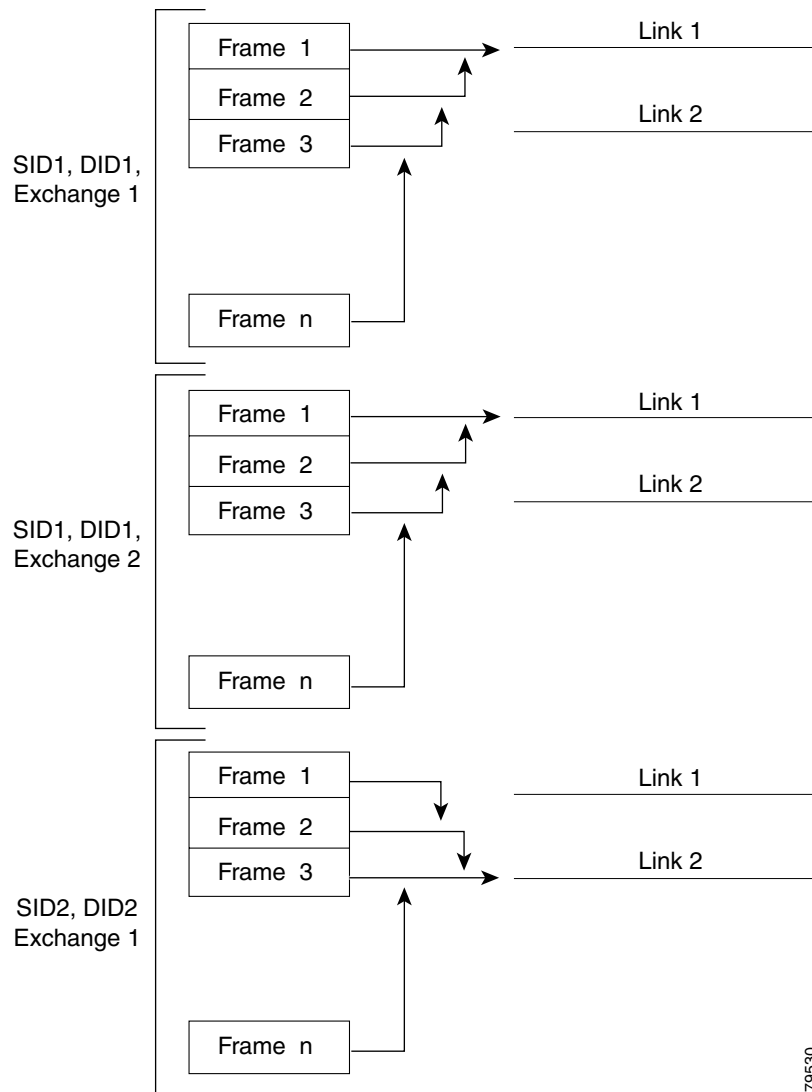 Frame 1
Link 1
Frame 2
Link 2
Frame 3
SID1, DID1,
Exchange 1
Frame n
Frame 1
Link 1
Frame 2
Link 2
Frame 3
SID1, DID1,
Exchange 2
Frame n
Frame 1
Link 1
Frame 2
Link 2
Frame 3
SID2, DID2
Exchange 1
Frame n
79530